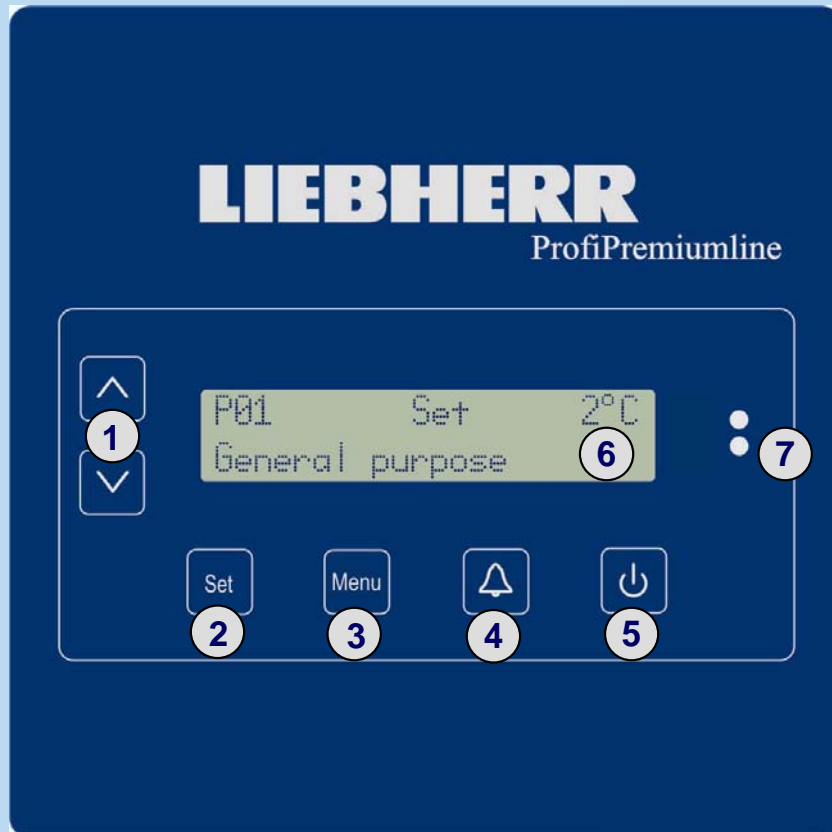 LIEBHERR
ProfiPremiumline
P01 Set 2°C
General purpose
1
6
7
Set
Menu
2
3
4
5